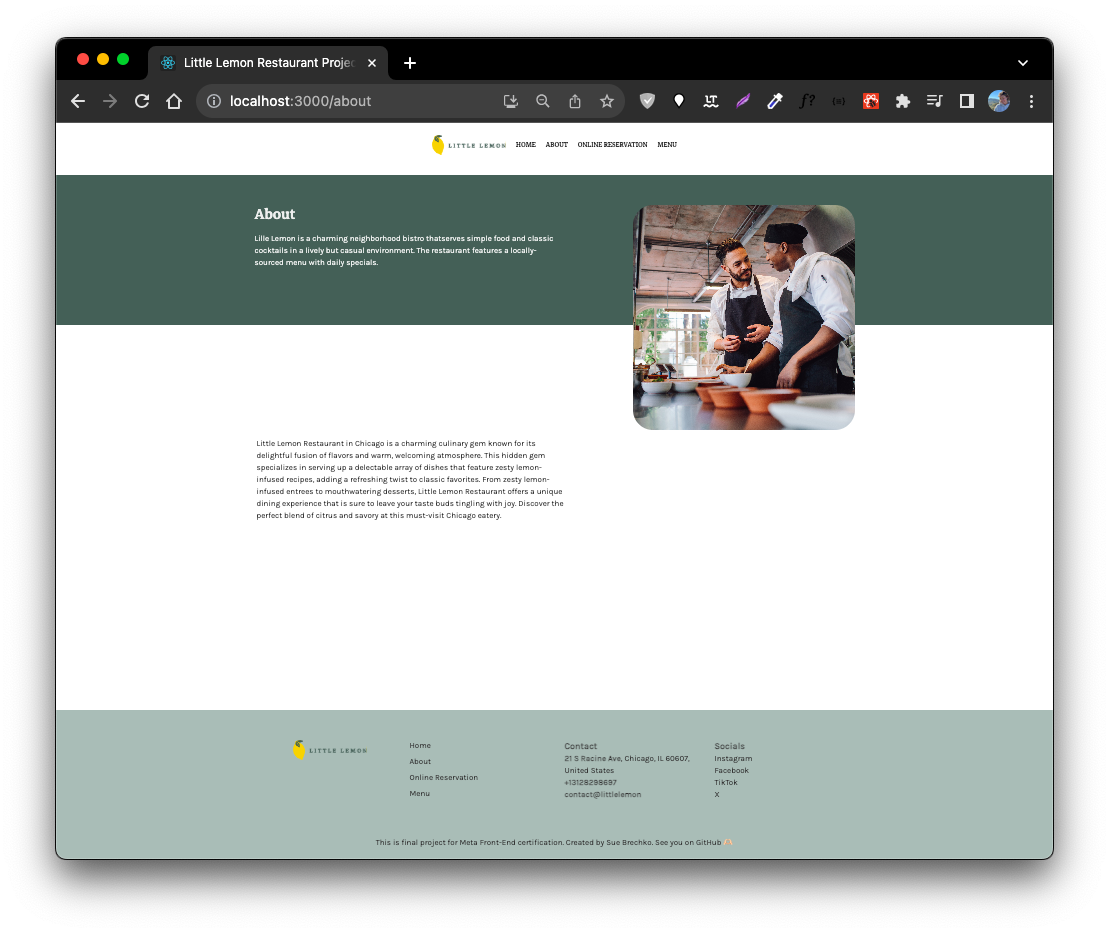 Little Lemon Restaurant Projec
localhost:3000/about
LITTLE LEMON HOME ABOUT ONLINE RESERVATION MENU
About
Lille Lemon is a charming neighborhood bistro thatserves simple food and classic
cocktails in a lively but casual environment. The restaurant features a locally-
sourced menu with daily specials.
Little Lemon Restaurant in Chicago is a charming culinary gem known for its
delightful fusion of flavors and warm, welcoming atmosphere. This hidden gem
specializes in serving up a delectable array of dishes that feature zesty lemon-
infused recipes, adding a refreshing twist to classic favorites. From zesty lemon-
infused entrees to mouthwatering desserts, Little Lemon Restaurant offers a unique
dining experience that is sure to leave your taste buds tingling with joy. Discover the
perfect blend of citrus and savory at this must-visit Chicago eatery.
LITTLE LEMON
Home
About
Online Reservation
Menu
Contact
21 S Racine Ave, Chicago, IL 60607,
United States
+13128298697
contact@littlelemon
Socials
Instagram
Facebook
TikTok
X
This is final project for Meta Front-End certification. Created by Sue Brechko. See you on GitHub